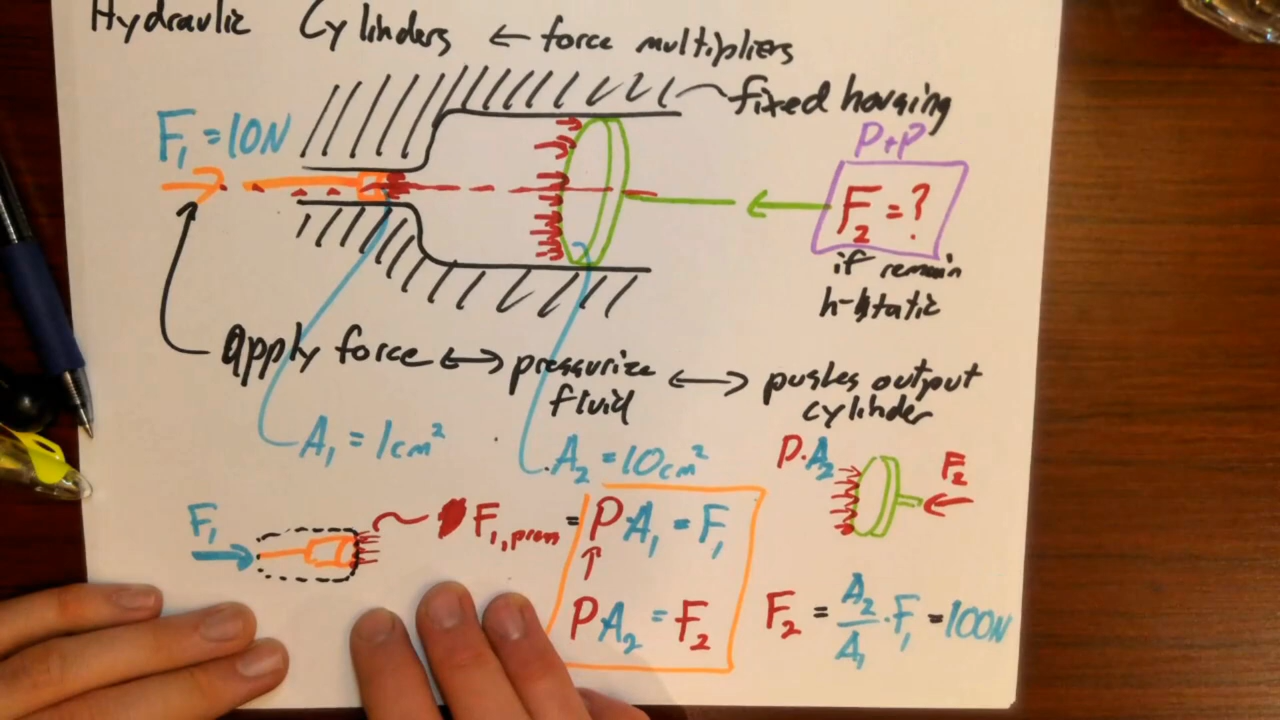 Hydraulic Cylinders ← force multipliers
fixed housing
F₁ = 10N
P+P
F₂ = ?
if remain
h-static
apply force ↔ pressurize fluid ↔ pushes output cylinder
A₁ = 1cm²
A₂ = 10cm²
P·A₂
F₂
F₁
F₁,press = P·A₁ = F₁
PA₂ = F₂
F₂ = A₂/A₁ · F₁ = 100N